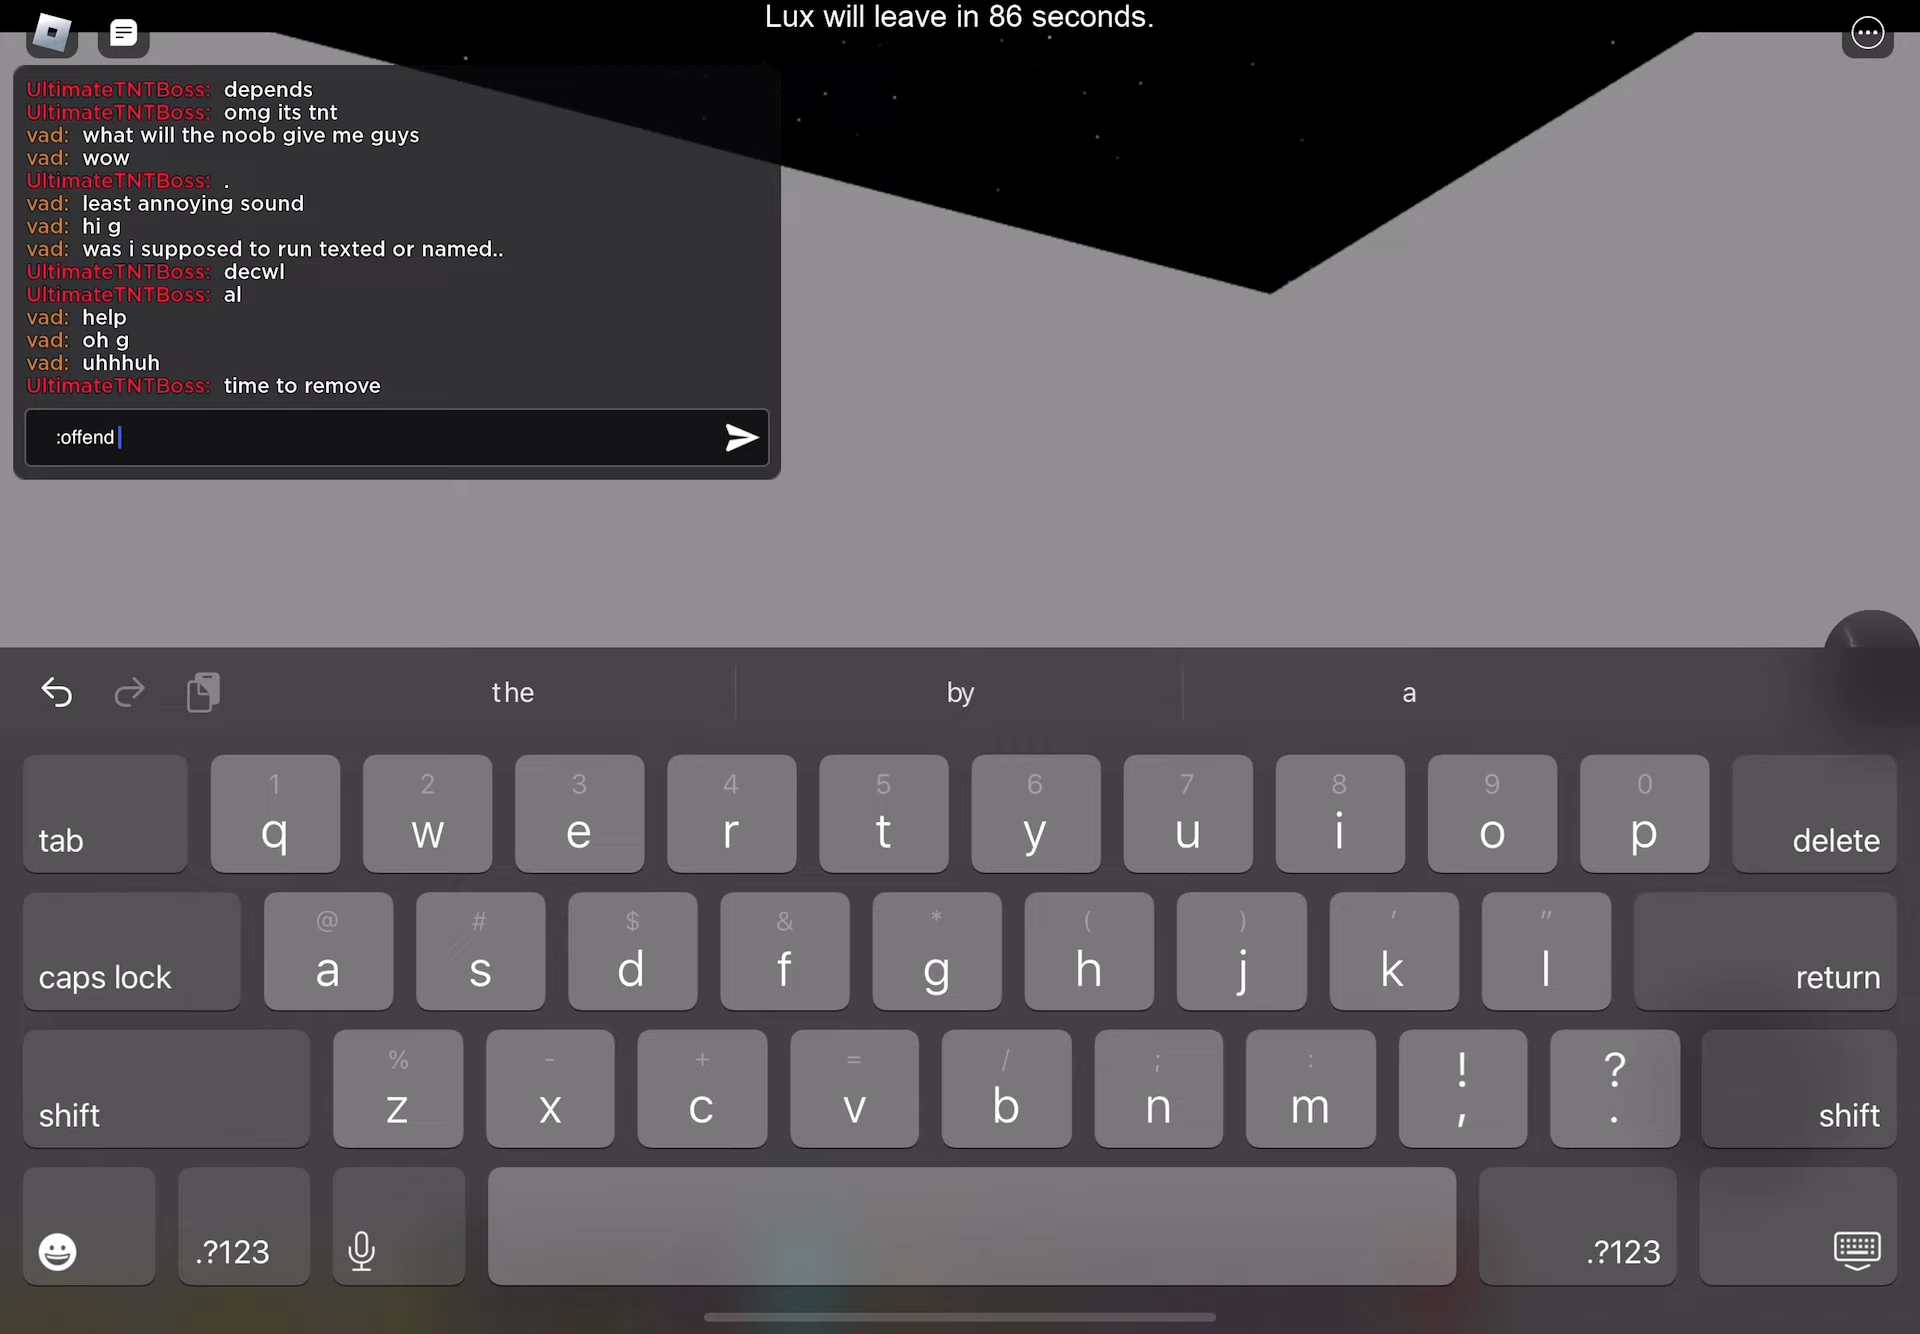 Lux will leave in 86 seconds.
UltimateTNTBoss: depends
UltimateTNTBoss: omg its tnt
vad: what will the noob give me guys
vad: wow
UltimateTNTBoss: .
vad: least annoying sound
vad: hi g
vad: was i supposed to run texted or named..
UltimateTNTBoss: decwl
UltimateTNTBoss: al
vad: help
vad: oh g
vad: uhhhuh
UltimateTNTBoss: time to remove
:offend
the by a
1 2 3 4 5 6 7 8 9 0
tab q w e r t y u i o p delete
@ # $ & * ( ) ' "
caps lock a s d f g h j k l return
% - + = / ; : ! ?
shift z x c v b n m , . shift
.?123 .?123